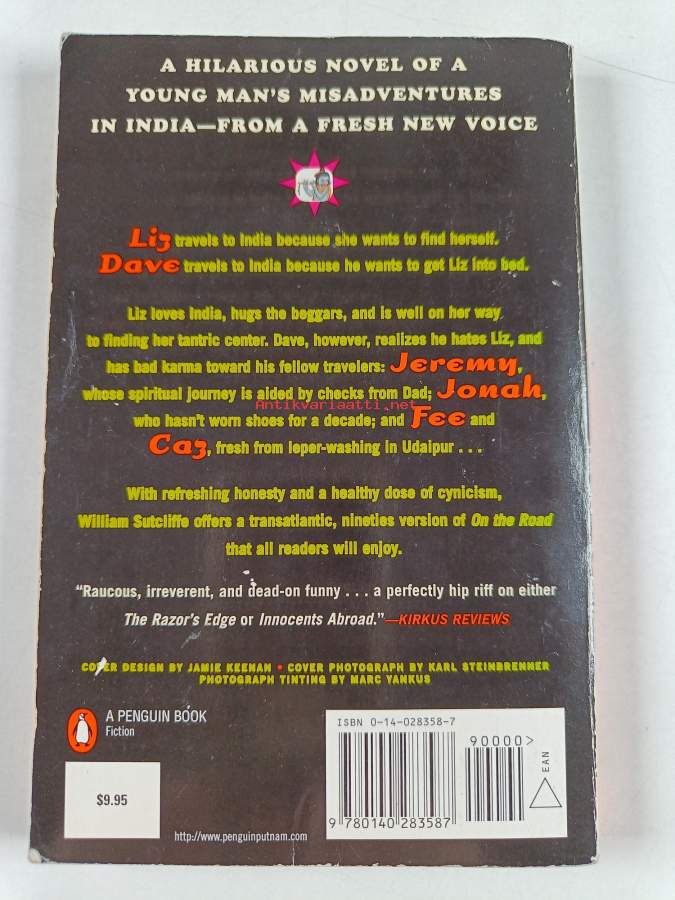 A HILARIOUS NOVEL OF A
YOUNG MAN'S MISADVENTURES
IN INDIA—FROM A FRESH NEW VOICE
Liz travels to India because she wants to find herself.
Dave travels to India because he wants to get Liz into bed.
Liz loves India, hugs the beggars, and is well on her way
to finding her tantric center. Dave, however, realizes he hates Liz, and
has bad karma toward his fellow travelers: Jeremy,
whose spiritual journey is aided by checks from Dad; Jonah,
Antikvariaatti.net
who hasn't worn shoes for a decade; and Fee and
Caz, fresh from leper-washing in Udaipur . . .
With refreshing honesty and a healthy dose of cynicism,
William Sutcliffe offers a transatlantic, nineties version of On the Road
that all readers will enjoy.
"Raucous, irreverent, and dead-on funny . . . a perfectly hip riff on either
The Razor's Edge or Innocents Abroad."—KIRKUS REVIEWS
COVER DESIGN BY JAMIE KEENAN • COVER PHOTOGRAPH BY KARL STEINBRENNER
PHOTOGRAPH TINTING BY MARC YANKUS
A PENGUIN BOOK
Fiction
$9.95
http://www.penguinputnam.com
ISBN 0-14-028358-7
90000>
EAN
9 780140 283587